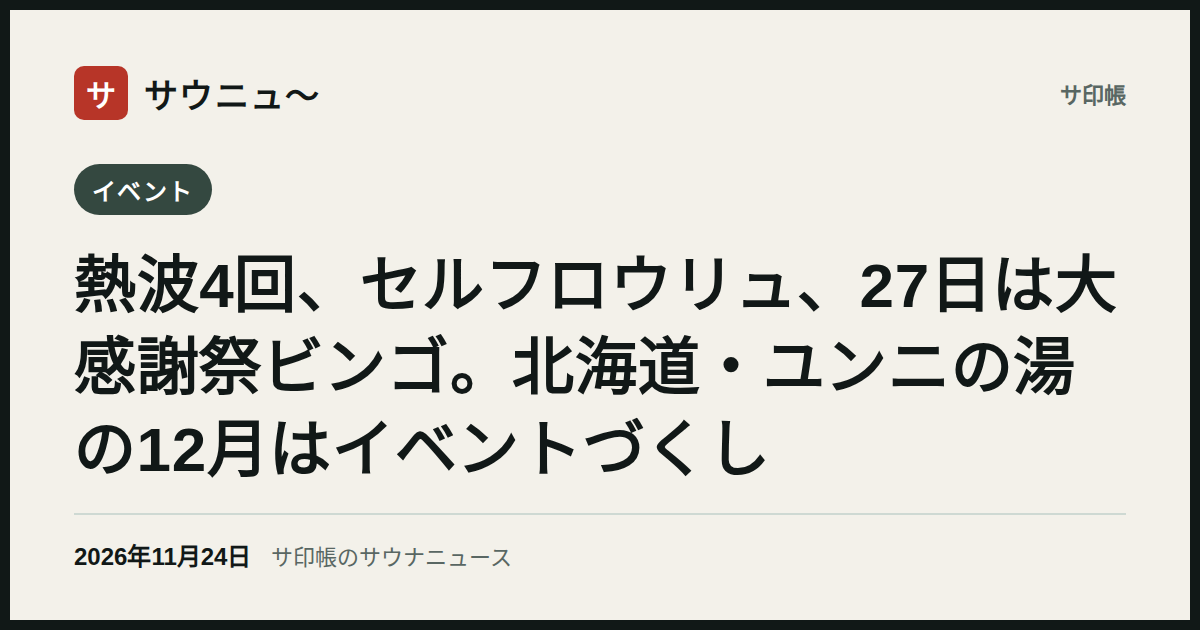 サ サウニュ〜
サ印帳
イベント
熱波4回、セルフロウリュ、27日は大
感謝祭ビンゴ。北海道・ユンニの湯
の12月はイベントづくし
2026年11月24日 サ印帳のサウナニュース